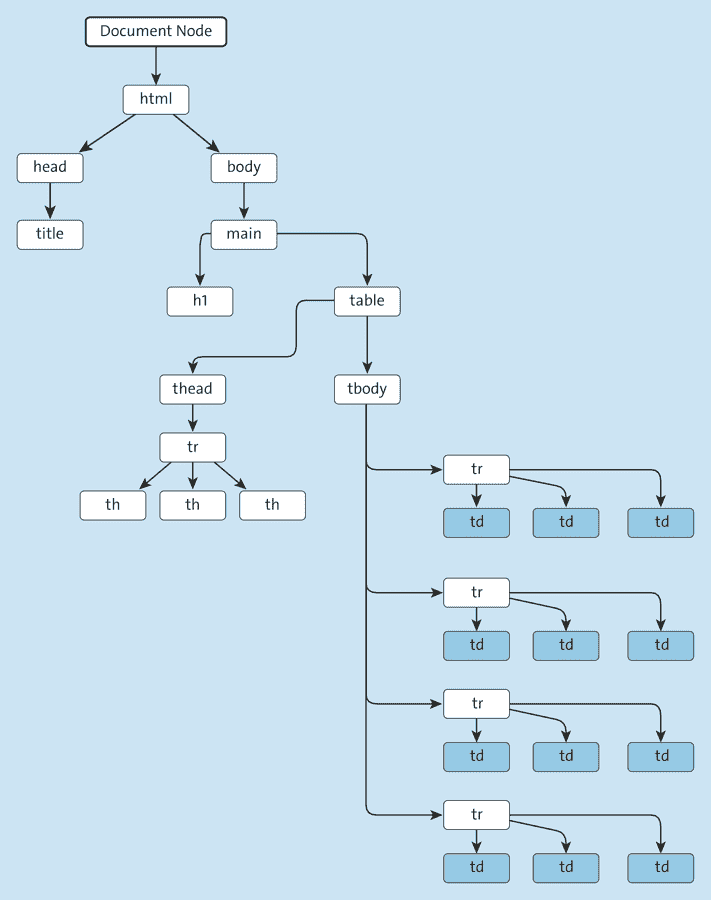 Document Node
html
head
body
title
main
h1
table
thead
tbody
tr
th
th
th
tr
td
td
td
tr
td
td
td
tr
td
td
td
tr
td
td
td